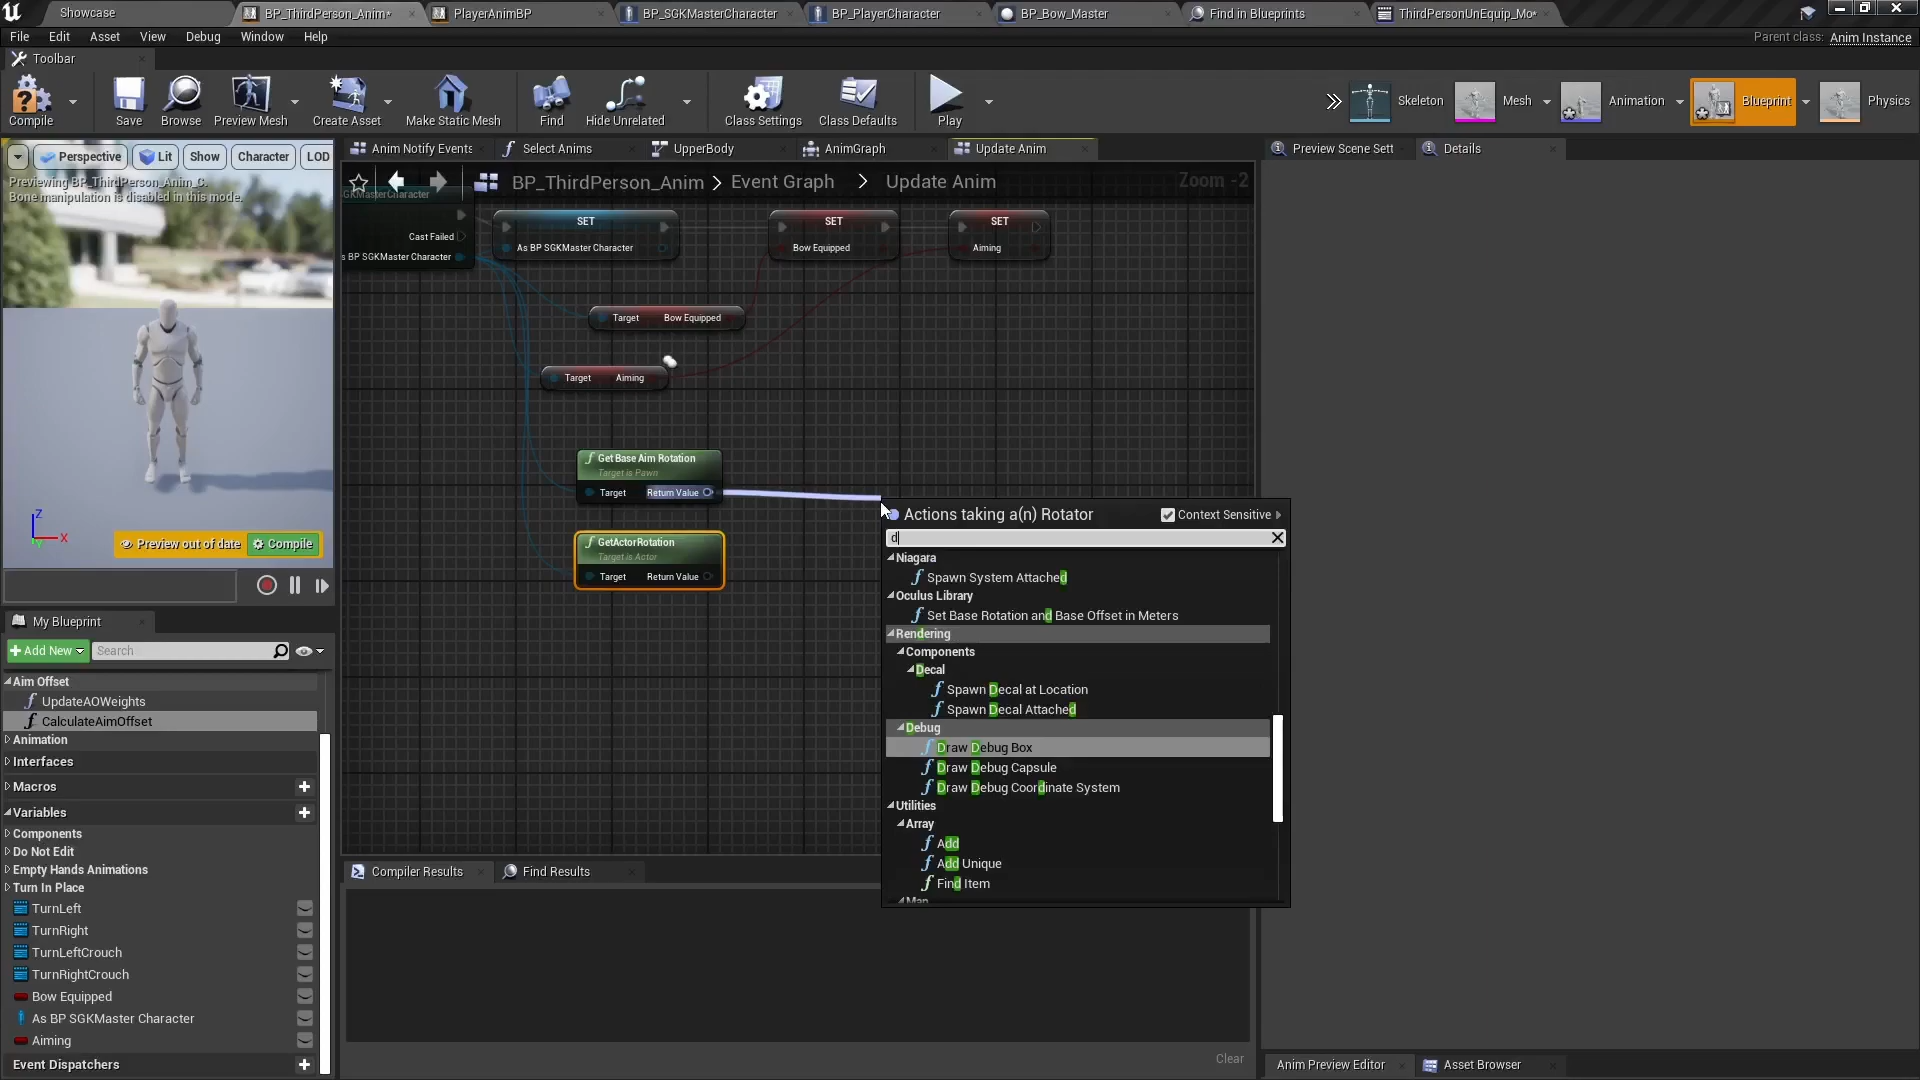 Showcase
BP_ThirdPerson_Anim*
PlayerAnimBP
BP_SGKMasterCharacter
BP_PlayerCharacter
BP_Bow_Master
Find in Blueprints
ThirdPersonUnEquip_Mo*
File Edit Asset View Debug Window Help
Parent class: Anim Instance
Toolbar
Compile
Save
Browse
Preview Mesh
Create Asset
Make Static Mesh
Find
Hide Unrelated
Class Settings
Class Defaults
Play
Skeleton
Mesh
Animation
Blueprint
Physics
Perspective
Lit
Show
Character
LOD
Previewing BP_ThirdPerson_Anim_C.
Bone manipulation is disabled in this mode.
Z
X
Y
Preview out of date
Compile
Anim Notify Events
Select Anims
UpperBody
AnimGraph
Update Anim
BP_ThirdPerson_Anim > Event Graph > Update Anim
Zoom -2
GKMasterCharacter
Cast Failed
s BP SGKMaster Character
SET
As BP SGKMaster Character
SET
Bow Equipped
SET
Aiming
Target Bow Equipped
Target Aiming
Get Base Aim Rotation
Target is Pawn
Target Return Value
GetActorRotation
Target is Actor
Target Return Value
Actions taking a(n) Rotator
Context Sensitive
d
Niagara
Spawn System Attached
Oculus Library
Set Base Rotation and Base Offset in Meters
Rendering
Components
Decal
Spawn Decal at Location
Spawn Decal Attached
Debug
Draw Debug Box
Draw Debug Capsule
Draw Debug Coordinate System
Utilities
Array
Add
Add Unique
Find Item
Map
Preview Scene Sett
Details
My Blueprint
Add New
Search
Aim Offset
UpdateAOWeights
CalculateAimOffset
Animation
Interfaces
Macros
Variables
Components
Do Not Edit
Empty Hands Animations
Turn In Place
TurnLeft
TurnRight
TurnLeftCrouch
TurnRightCrouch
Bow Equipped
As BP SGKMaster Character
Aiming
Event Dispatchers
Compiler Results
Find Results
Clear
Anim Preview Editor
Asset Browser